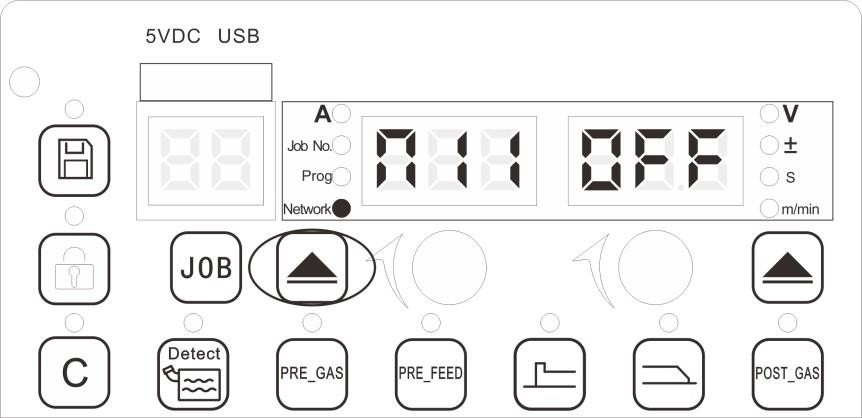 5VDC USB
A
V
Job No.
±
Prog
S
Network
m/min
n11 OFF
JOB
C
Detect
PRE_GAS
PRE_FEED
POST_GAS